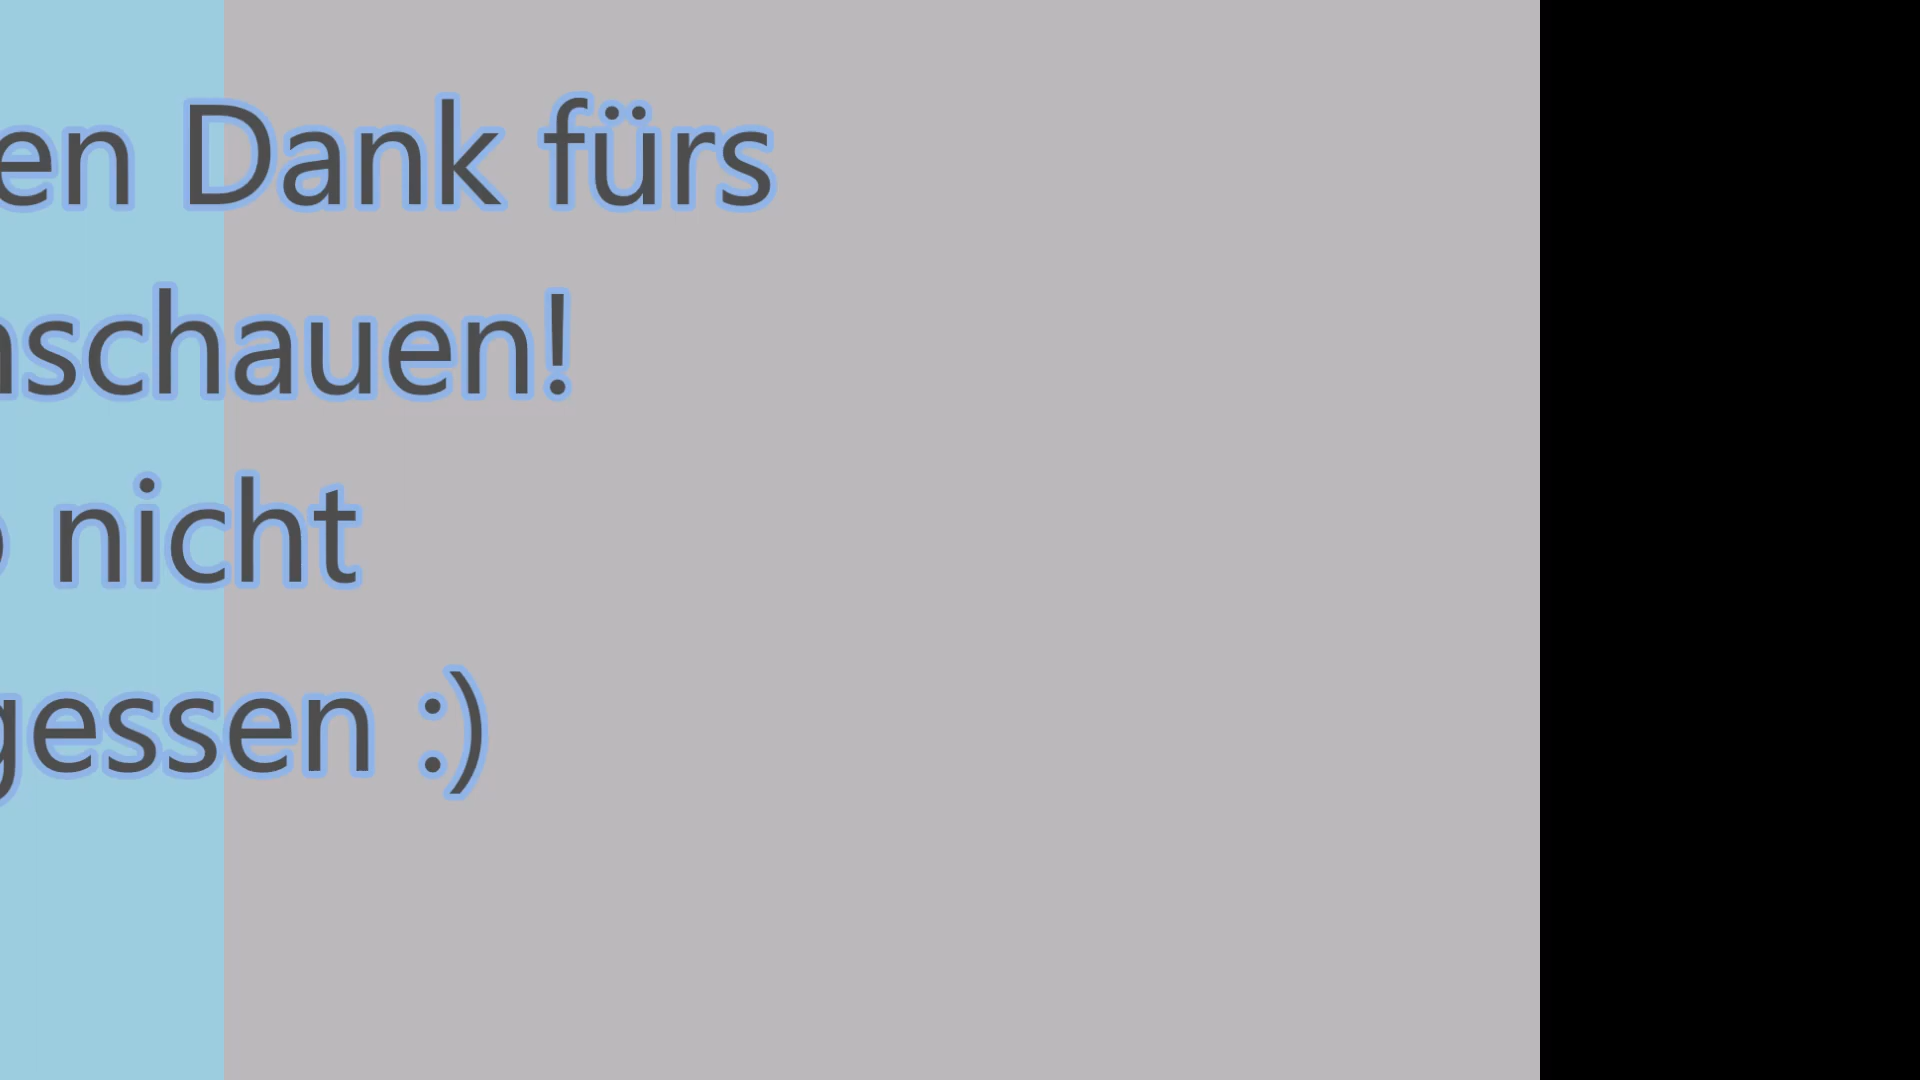 en Dank fürs
nschauen!
nicht
gessen :)